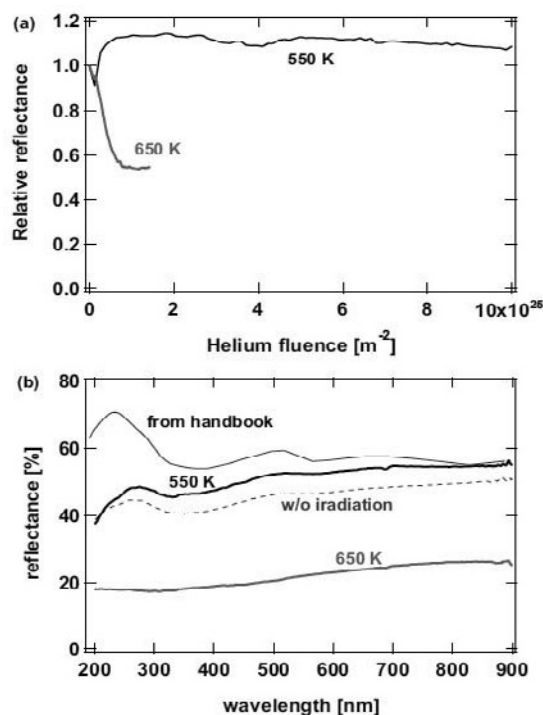 (a)
1.2
1.0
0.8
0.6
0.4
0.2
0.0
Relative reflectance
550 K
650 K
0
2
4
6
8
10x10²⁵
Helium fluence [m⁻²]
(b)
80
60
40
20
0
reflectance [%]
from handbook
550 K
w/o irradiation
650 K
200
300
400
500
600
700
800
900
wavelength [nm]